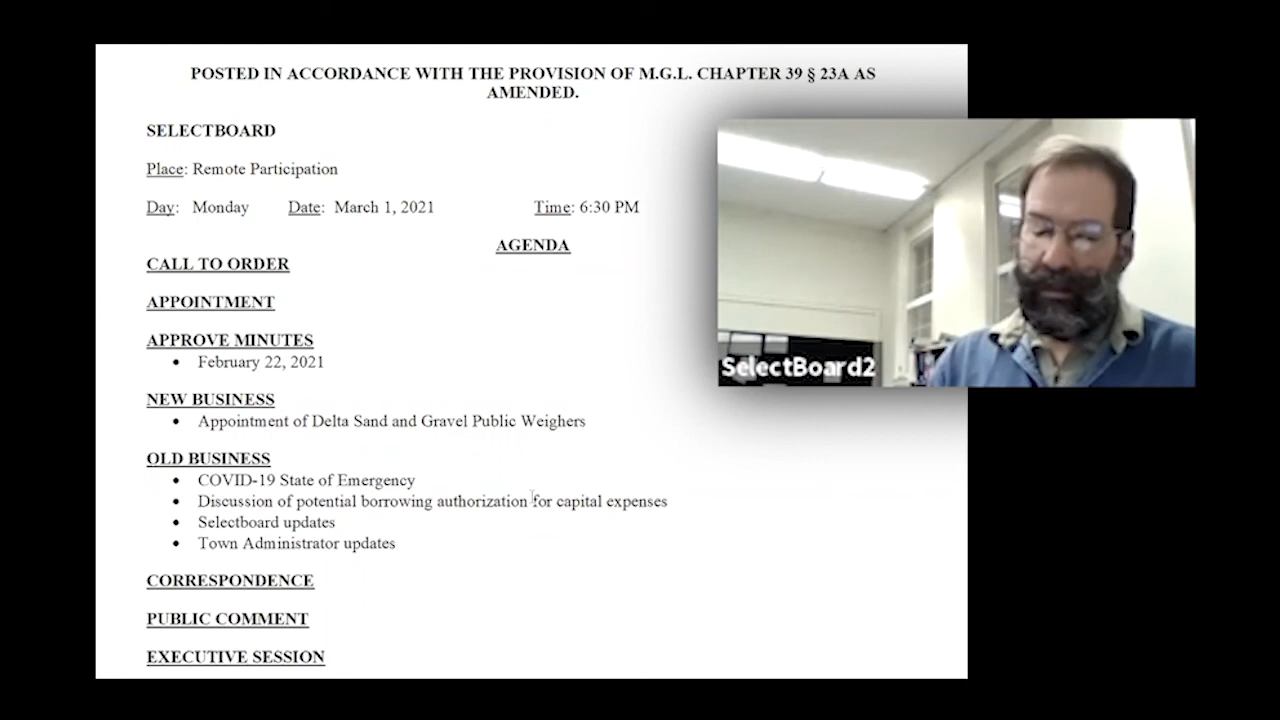 POSTED IN ACCORDANCE WITH THE PROVISION OF M.G.L. CHAPTER 39 § 23A AS
AMENDED.
SELECTBOARD
Place: Remote Participation
Day: Monday Date: March 1, 2021 Time: 6:30 PM
AGENDA
CALL TO ORDER
APPOINTMENT
APPROVE MINUTES
• February 22, 2021
NEW BUSINESS
• Appointment of Delta Sand and Gravel Public Weighers
OLD BUSINESS
• COVID-19 State of Emergency
• Discussion of potential borrowing authorization for capital expenses
• Selectboard updates
• Town Administrator updates
CORRESPONDENCE
PUBLIC COMMENT
EXECUTIVE SESSION
SelectBoard2